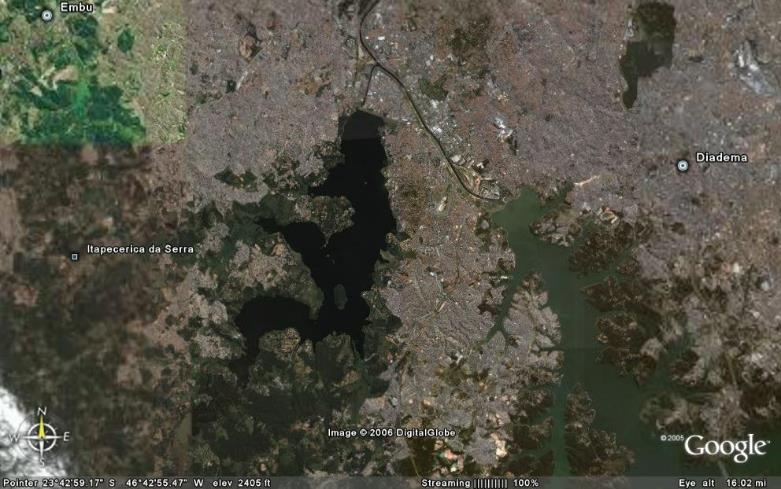 Embu
Diadema
Itapecerica da Serra
N
W E
S
Image © 2006 DigitalGlobe
© 2005 Google™
Pointer 23°42'59.17" S 46°42'55.47" W elev 2405 ft Streaming |||||||||| 100% Eye alt 16.02 mi